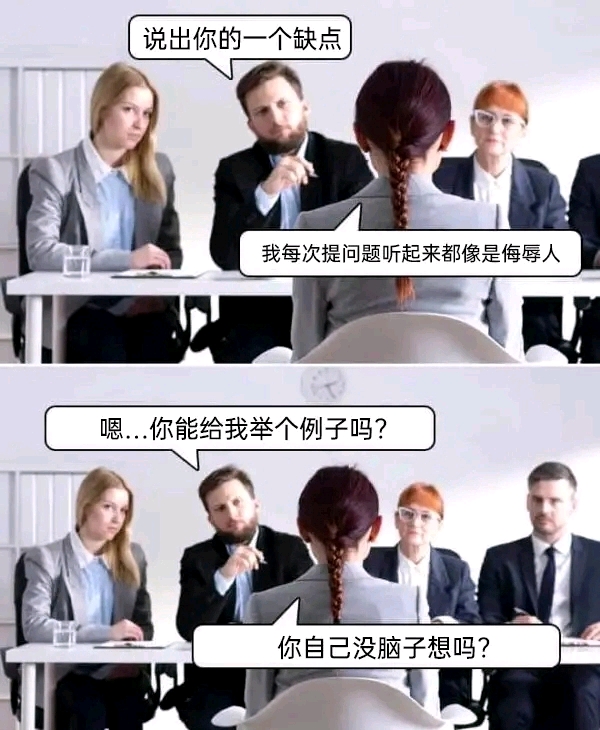 说出你的一个缺点
我每次提问题听起来都像是侮辱人
嗯...你能给我举个例子吗？
你自己没脑子想吗？